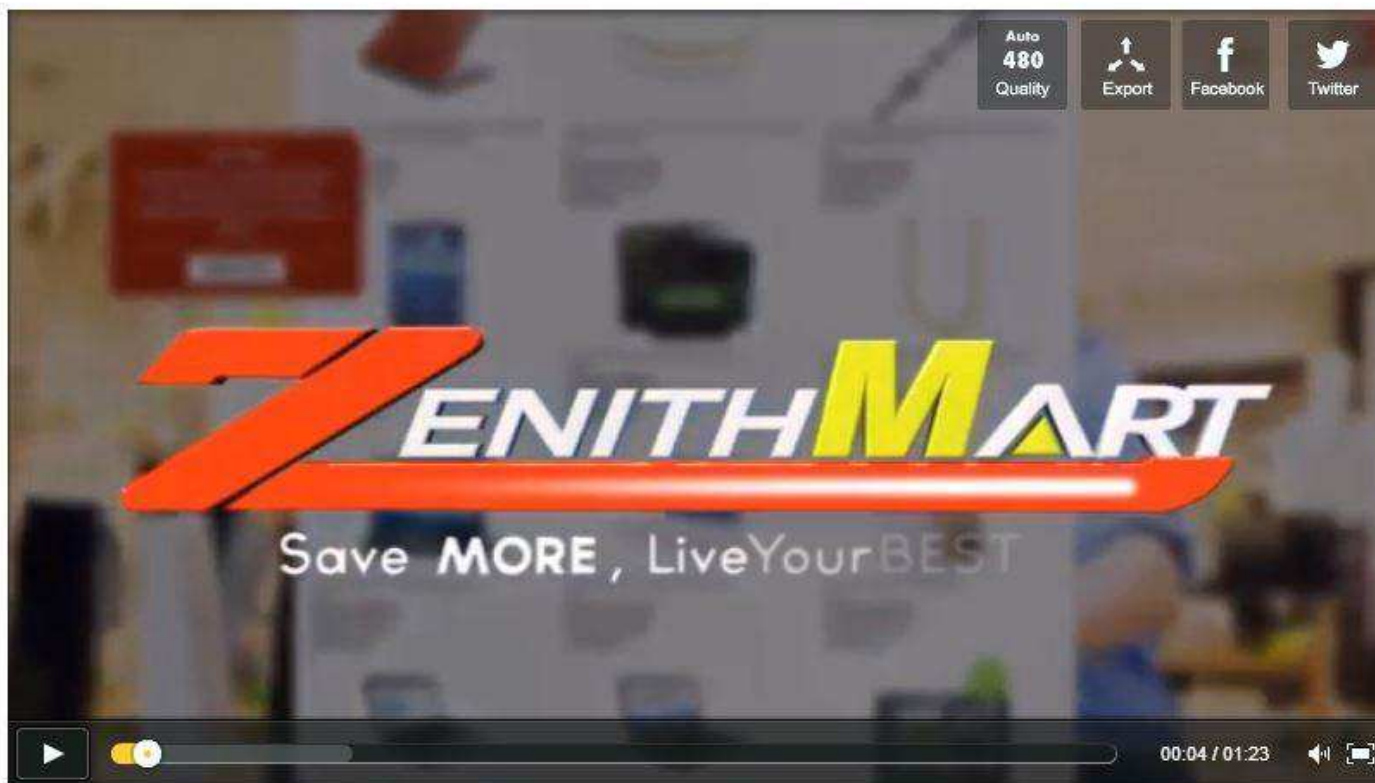 Auto
480
Quality
Export
Facebook
Twitter
ZENITHMART
Save MORE, LiveYourBEST
00:04 / 01:23